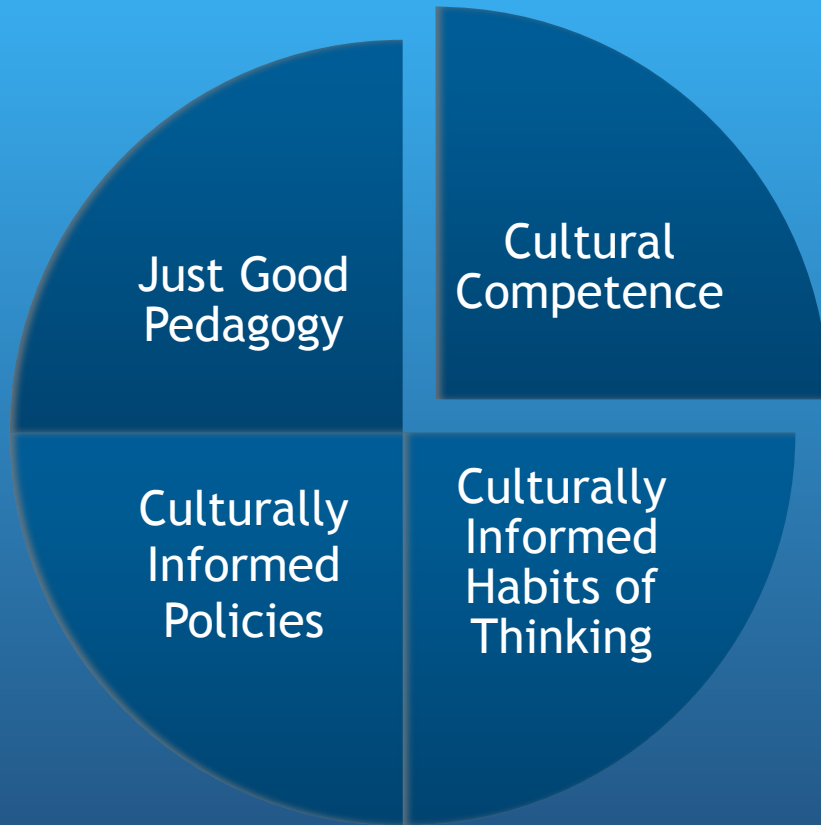 Just Good
Pedagogy
Cultural
Competence
Culturally
Informed
Policies
Culturally
Informed
Habits of
Thinking